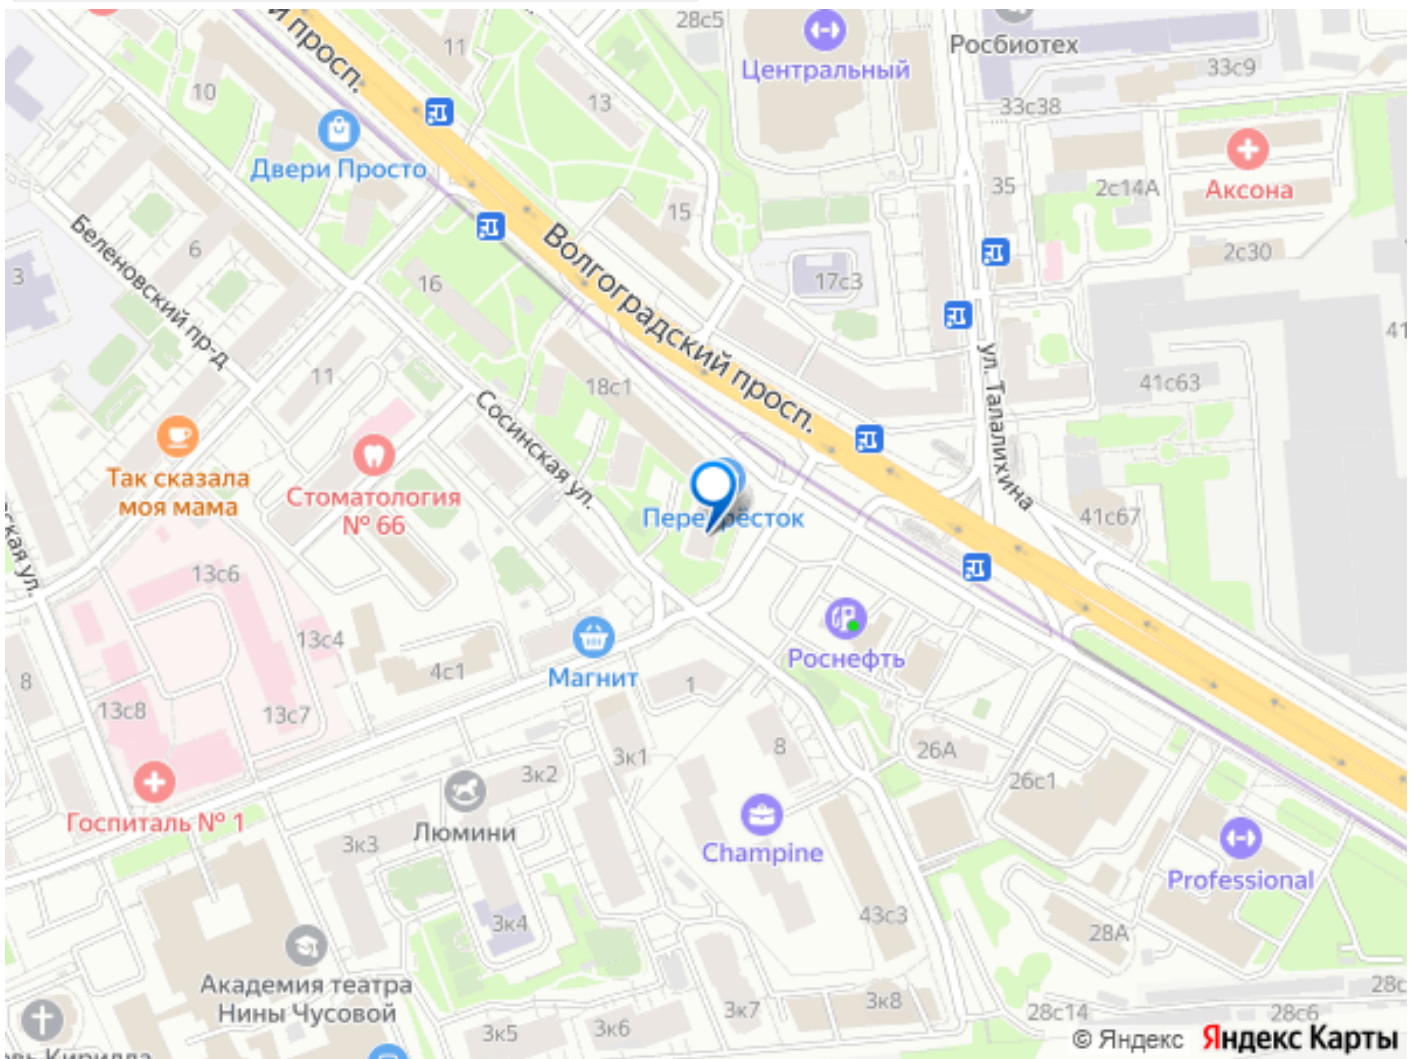 28с5
Росбиотех
и просп.
11
Центральный
33с9
10
13
33с38
Двери Просто
35
2с14А
Аксона
15
Беленовский пр-д
6
3
16
Волгоградский просп.
17с3
2с30
41
11
18с1
ул. Талалихина
41с63
Сосинская ул.
Так сказала
моя мама
Стоматология
№ 66
Перекресток
41с67
ская ул.
13с6
13с4
Роснефть
8
4с1
Магнит
1
13с8
13с7
3к1
8
26А
3к2
26с1
Госпиталь № 1
Люмини
3к3
Champine
Professional
3к4
43с3
28А
Академия театра
Нины Чусовой
3к7
3к8
28с14
28с6
28с
3к5
3к6
© Яндекс Яндекс Карты
вь Кирилла